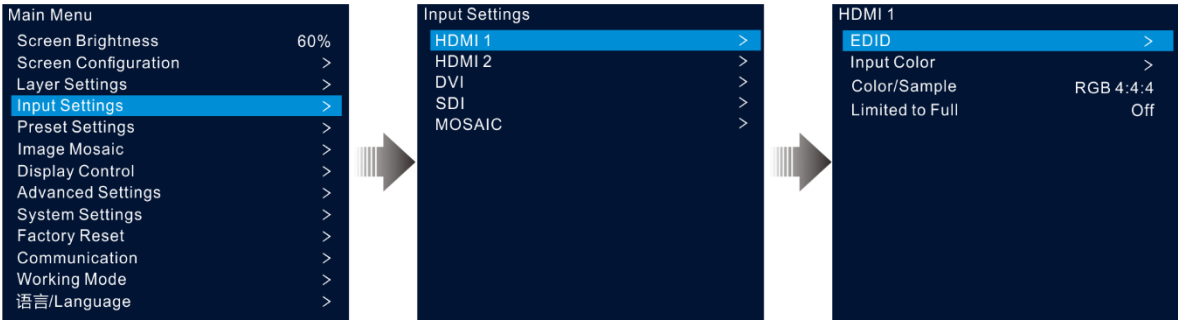 Main Menu
Screen Brightness 60%
Screen Configuration >
Layer Settings >
Input Settings >
Preset Settings >
Image Mosaic >
Display Control >
Advanced Settings >
System Settings >
Factory Reset >
Communication >
Working Mode >
语言/Language >
Input Settings
HDMI 1 >
HDMI 2 >
DVI >
SDI >
MOSAIC >
HDMI 1
EDID >
Input Color >
Color/Sample RGB 4:4:4
Limited to Full Off